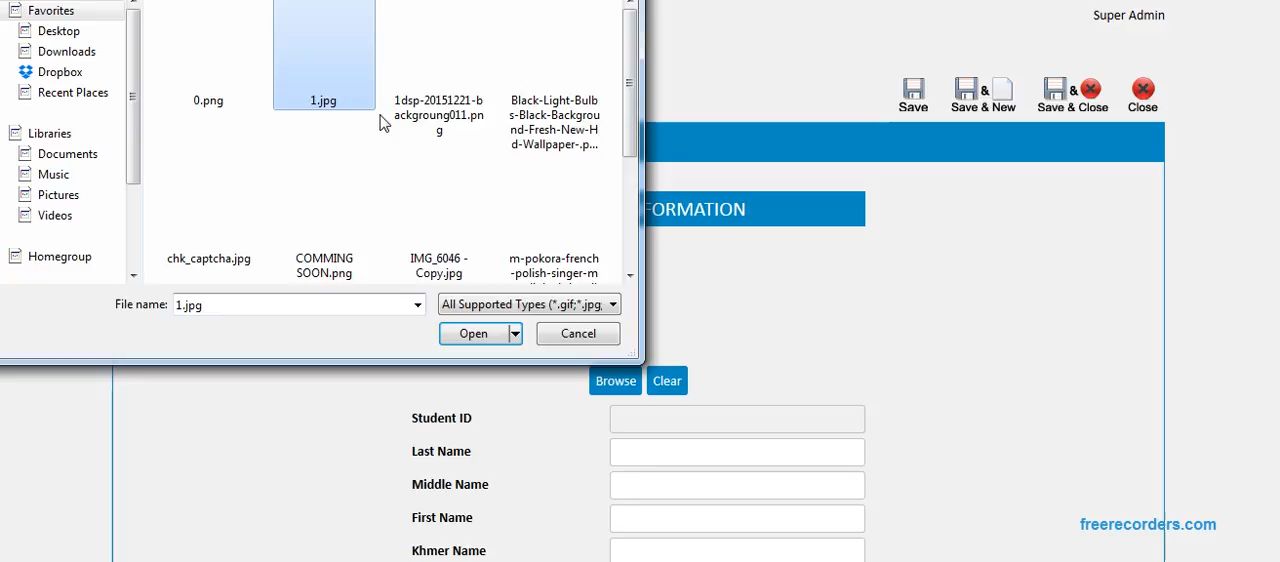 Favorites
Desktop
Downloads
Dropbox
Recent Places
Libraries
Documents
Music
Pictures
Videos
Homegroup
0.png
1.jpg
1dsp-20151221-b
ackgroung011.pn
g
Black-Light-Bulb
s-Black-Backgrou
nd-Fresh-New-H
d-Wallpaper-.p...
chk_captcha.jpg
COMMING
SOON.png
IMG_6046 -
Copy.jpg
m-pokora-french
-polish-singer-m
File name:
1.jpg
All Supported Types (*.gif;*.jpg,
Open
Cancel
Super Admin
Save
& Save & New
& Save & Close
Close
FORMATION
Browse
Clear
Student ID
Last Name
Middle Name
First Name
Khmer Name
freerecorders.com